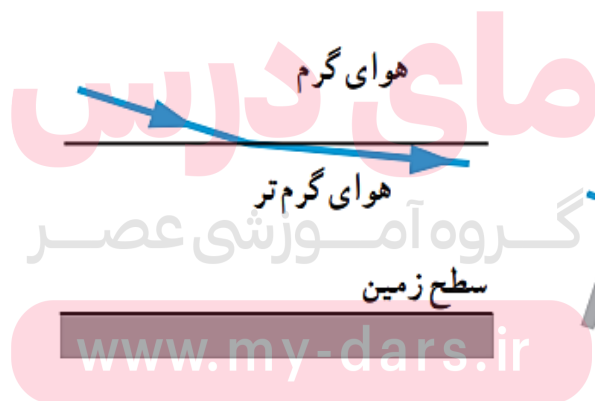 هوای گرم
مای درس
هوای گرم تر
گروه آموزشی عصر
سطح زمین
www.my-dars.ir